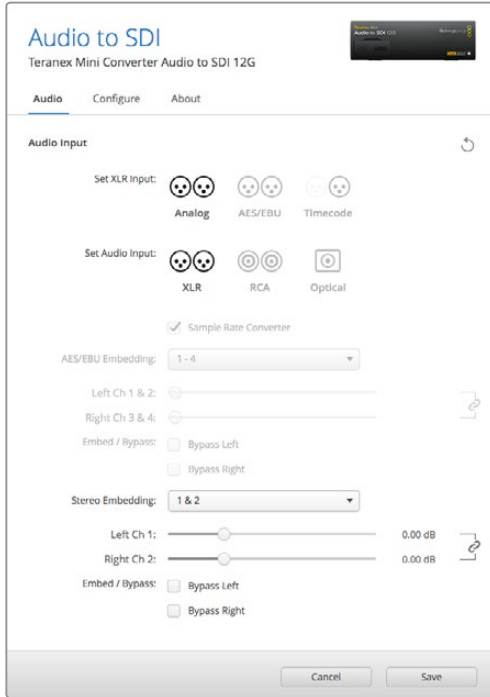 Audio to SDI
Teranex Mini Converter Audio to SDI 12G
Audio Configure About
Audio Input
Set XLR Input:
Analog AES/EBU Timecode
Set Audio Input:
XLR RCA Optical
Sample Rate Converter
AES/EBU Embedding: 1 - 4
Left Ch 1 & 2:
Right Ch 3 & 4:
Embed / Bypass: Bypass Left
Bypass Right
Stereo Embedding: 1 & 2
Left Ch 1: 0.00 dB
Right Ch 2: 0.00 dB
Embed / Bypass: Bypass Left
Bypass Right
Cancel Save